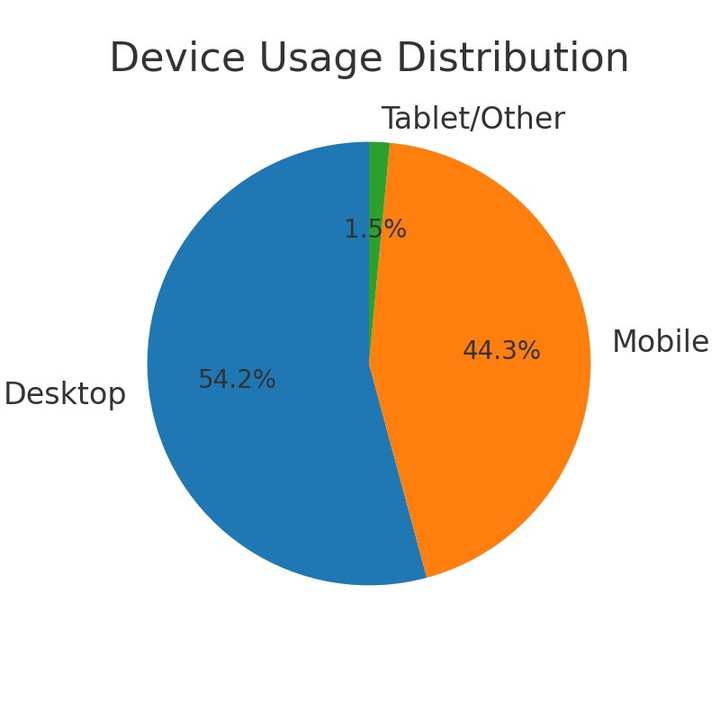 Device Usage Distribution
Tablet/Other
1.5%
Mobile
44.3%
54.2%
Desktop